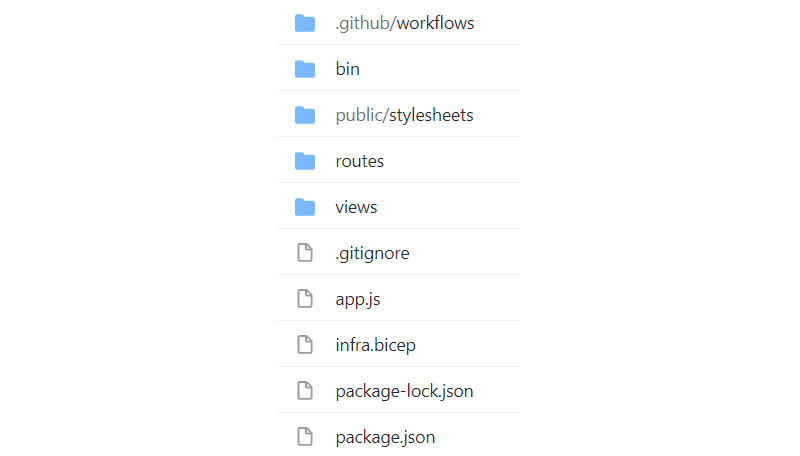 .github/workflows
bin
public/stylesheets
routes
views
.gitignore
app.js
infra.bicep
package-lock.json
package.json